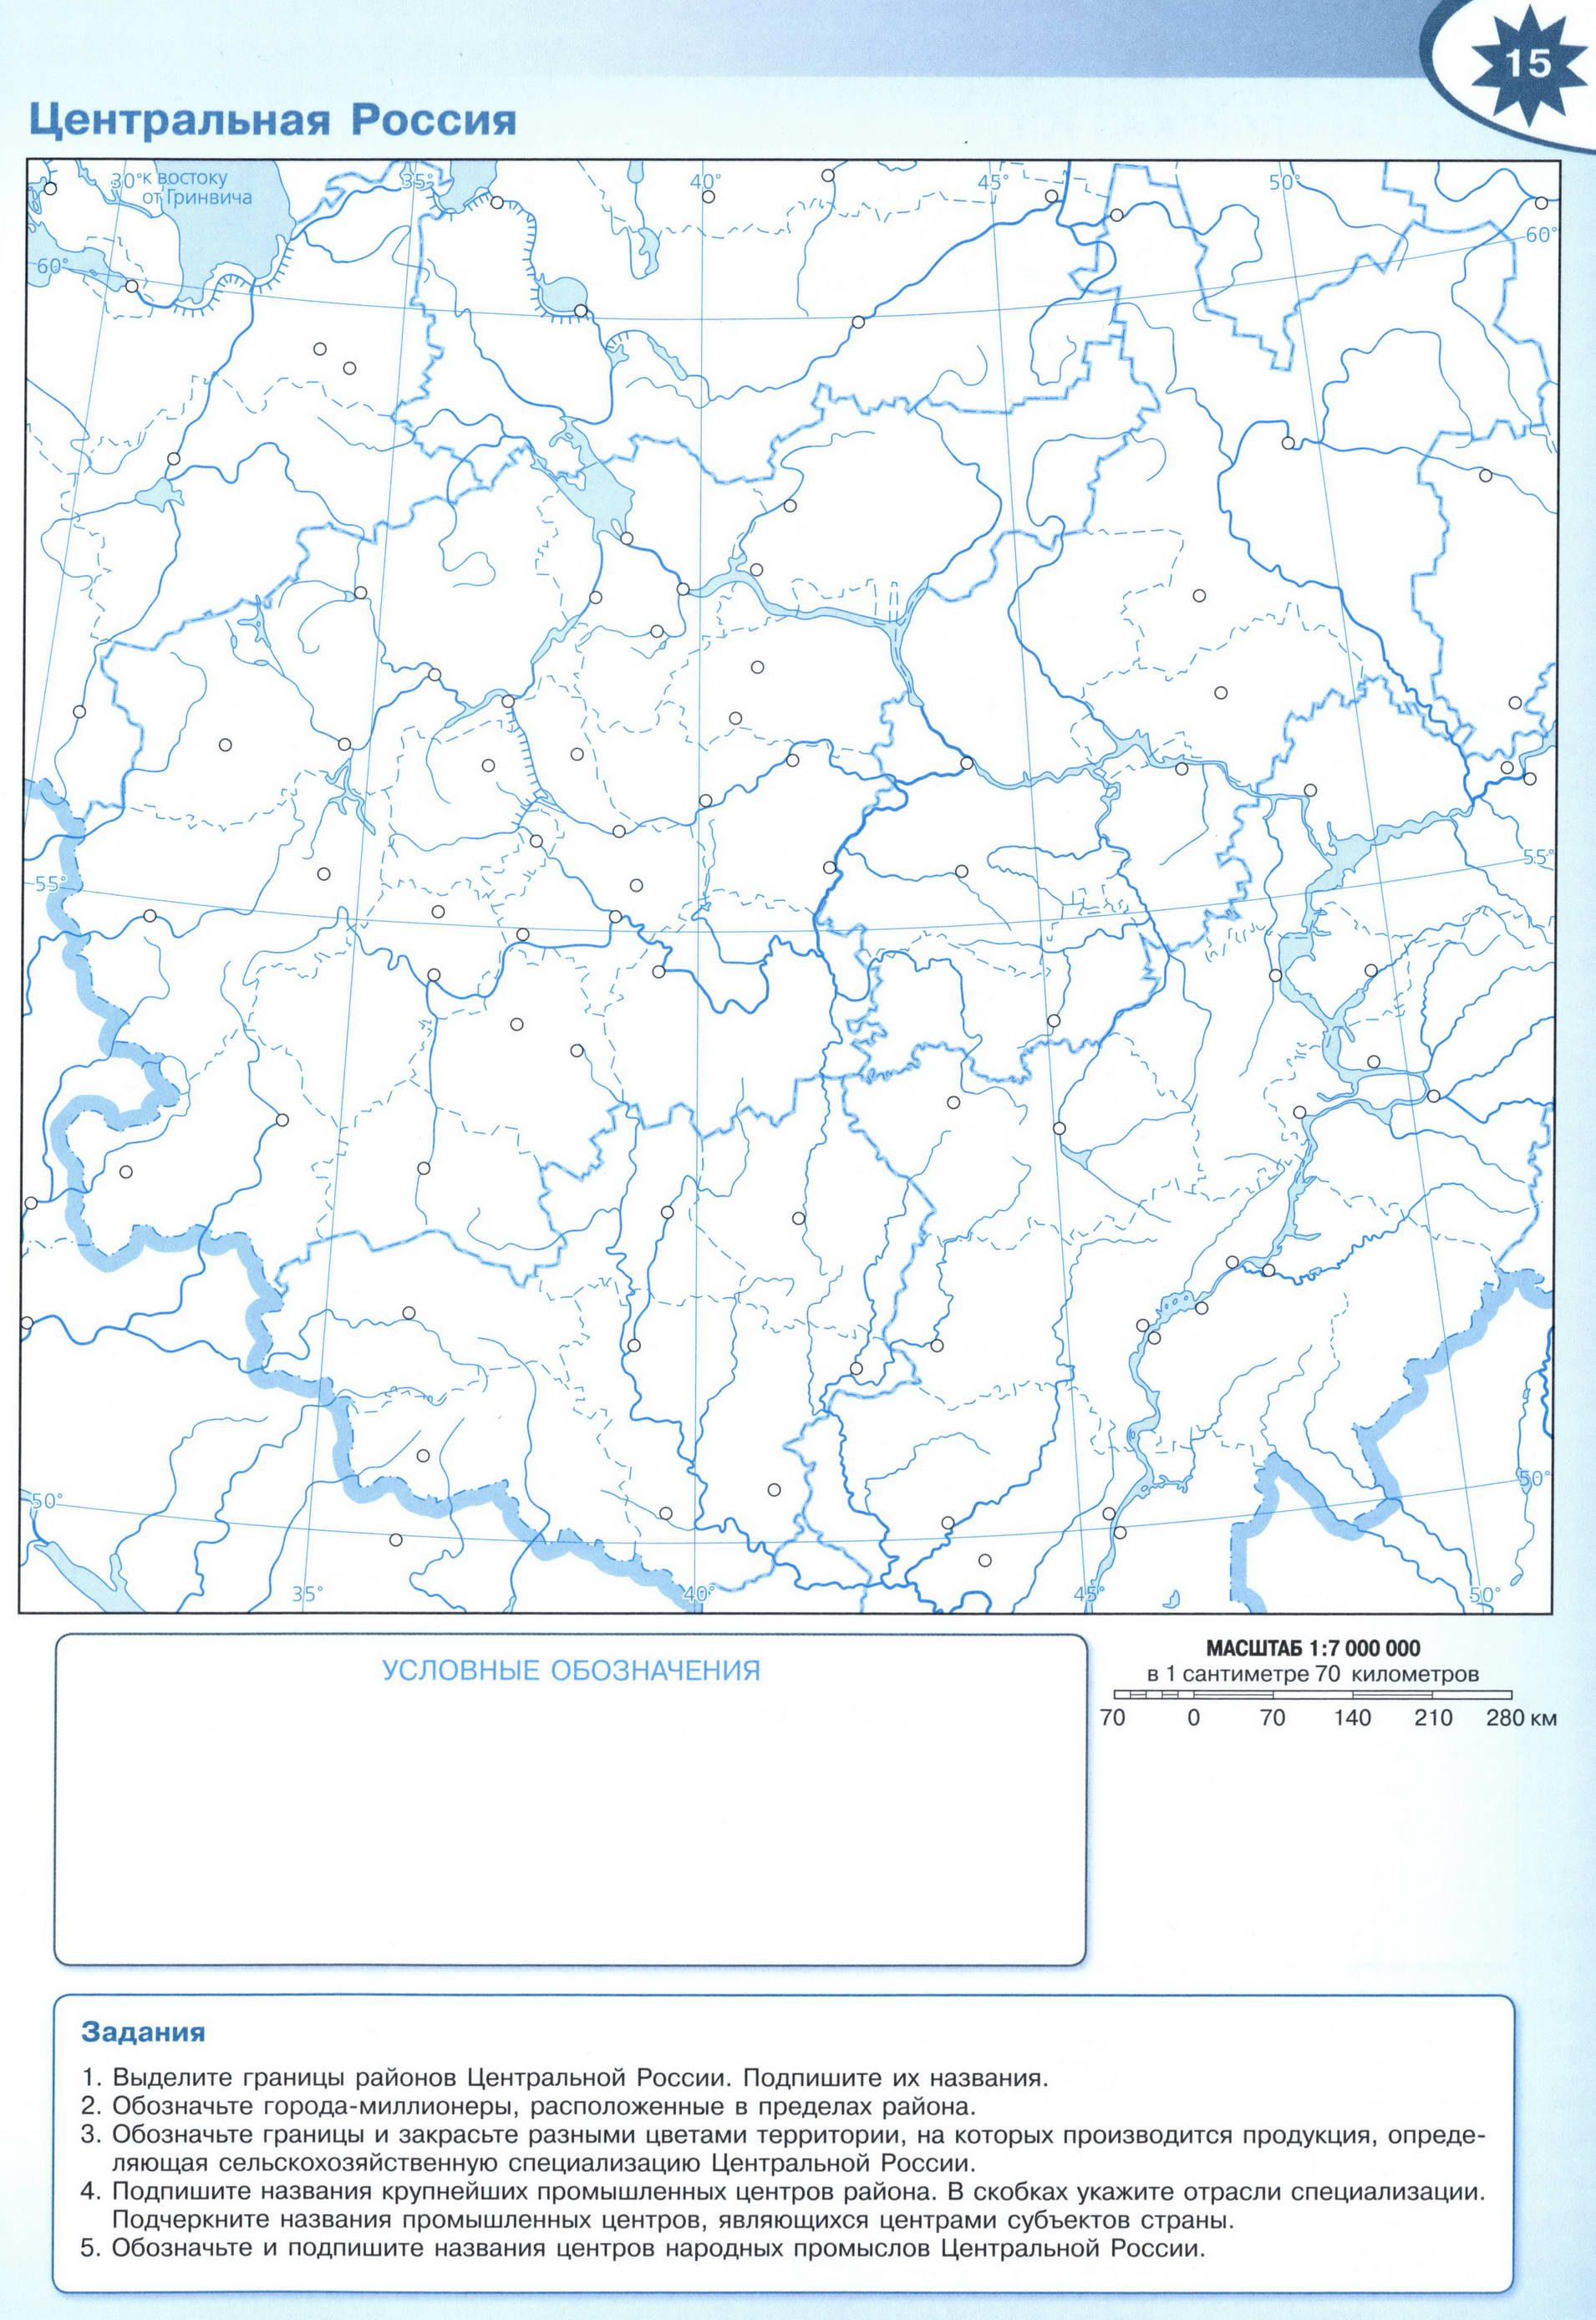 15
Центральная Россия
30° к востоку
от Гринвича
35°
40°
45°
50°
60°
60°
55°
55°
50°
50°
35°
40°
45°
50°
УСЛОВНЫЕ ОБОЗНАЧЕНИЯ
МАСШТАБ 1:7 000 000
в 1 сантиметре 70 километров
70 0 70 140 210 280 км
Задания
1. Выделите границы районов Центральной России. Подпишите их названия.
2. Обозначьте города-миллионеры, расположенные в пределах района.
3. Обозначьте границы и закрасьте разными цветами территории, на которых производится продукция, опреде-
ляющая сельскохозяйственную специализацию Центральной России.
4. Подпишите названия крупнейших промышленных центров района. В скобках укажите отрасли специализации.
Подчеркните названия промышленных центров, являющихся центрами субъектов страны.
5. Обозначьте и подпишите названия центров народных промыслов Центральной России.